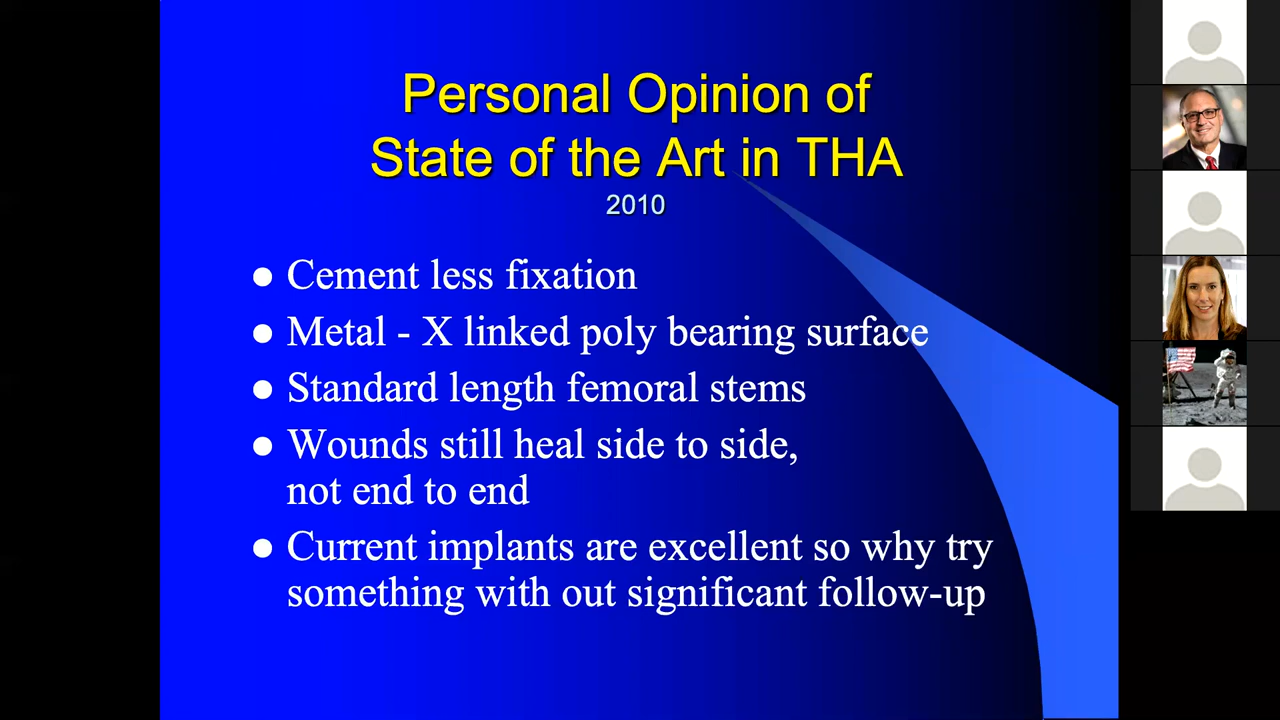 Personal Opinion of
State of the Art in THA
2010
● Cement less fixation
● Metal - X linked poly bearing surface
● Standard length femoral stems
● Wounds still heal side to side,
not end to end
● Current implants are excellent so why try
something with out significant follow-up